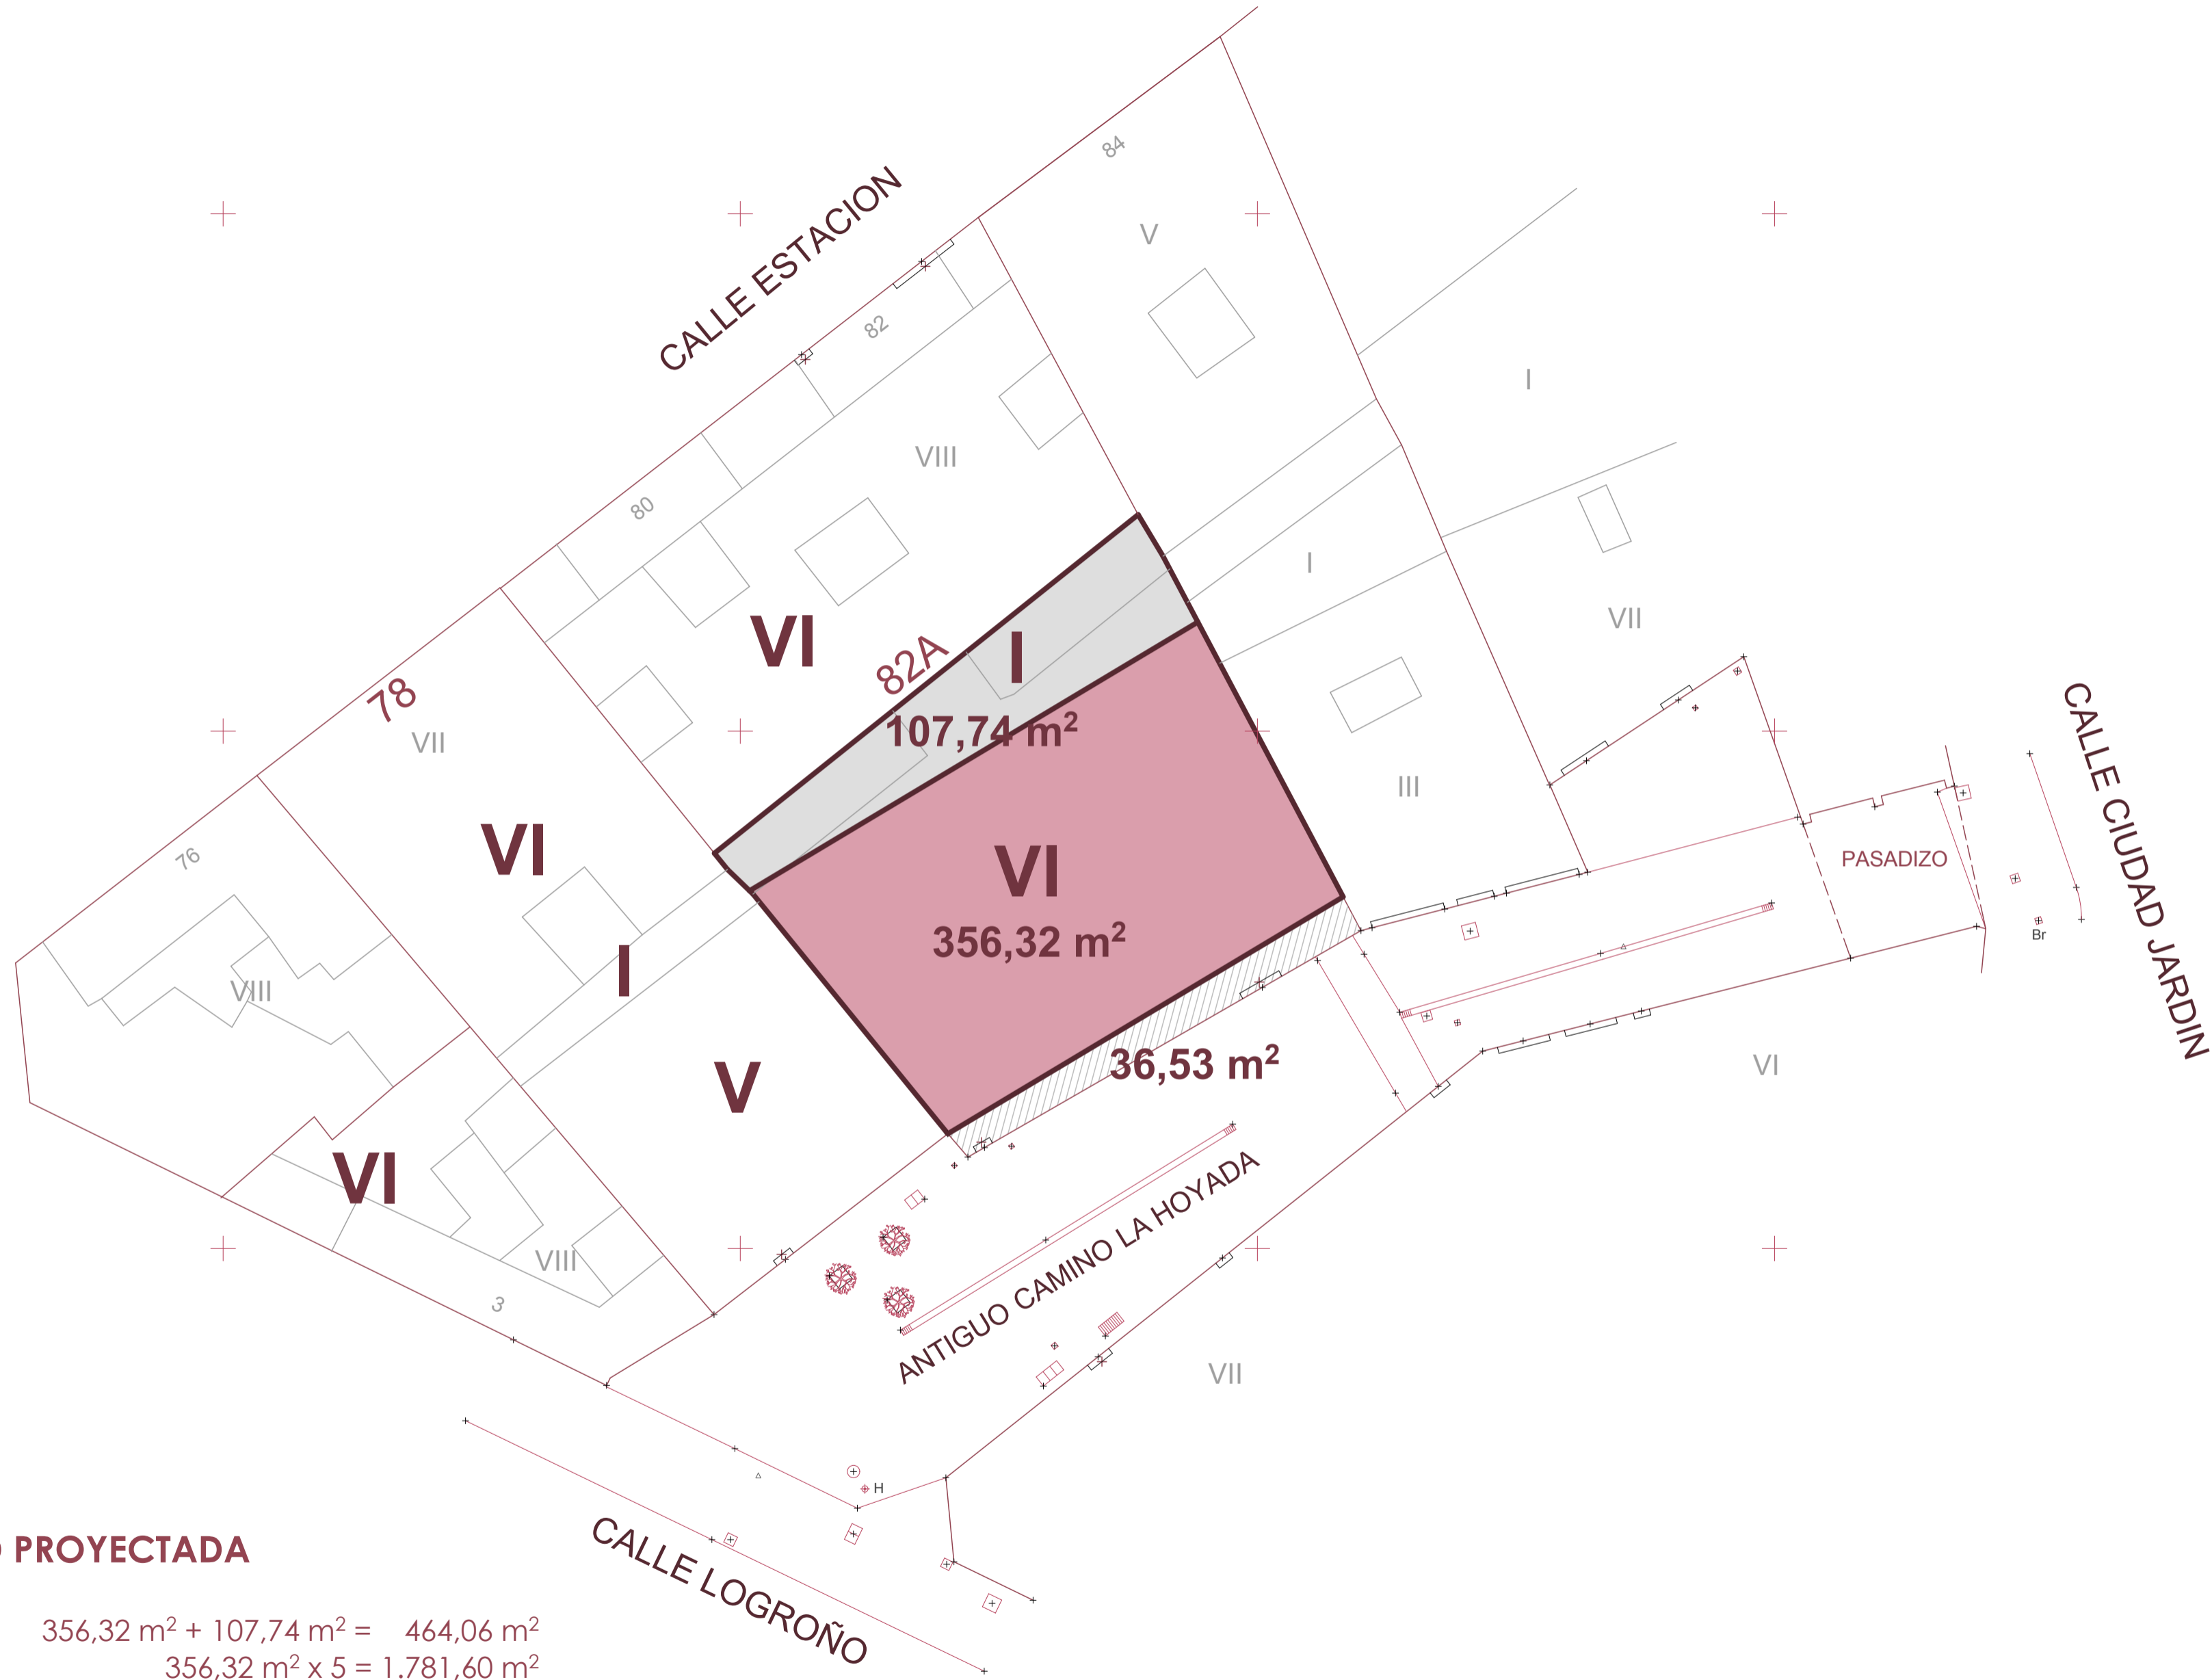 84
CALLE ESTACION
V
82
I
VIII
80
I
VII
VI
I
82A
78
107,74 m²
VII
CALLE CIUDAD JARDIN
III
VI
VI
76
PASADIZO
356,32 m²
Br
I
VIII
36,53 m²
VI
V
VI
ANTIGUO CAMINO LA HOYADA
VIII
3
VII
H
CALLE LOGROÑO
PROYECTADA
356,32 m² + 107,74 m² = 464,06 m²
356,32 m² x 5 = 1.781,60 m²